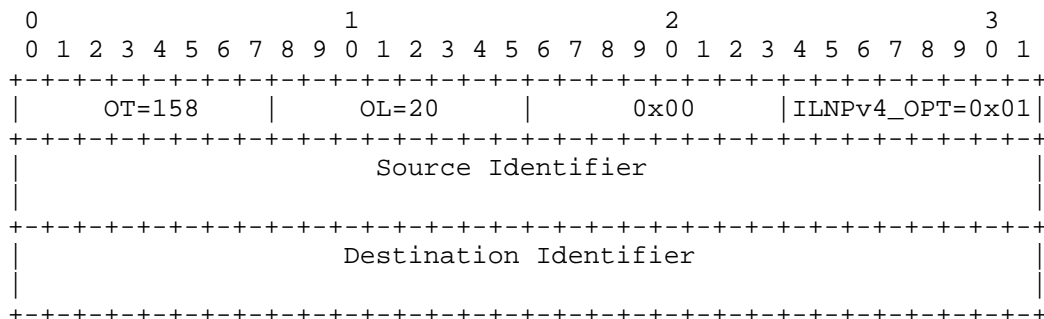 0                   1                   2                   3
 0 1 2 3 4 5 6 7 8 9 0 1 2 3 4 5 6 7 8 9 0 1 2 3 4 5 6 7 8 9 0 1
+-+-+-+-+-+-+-+-+-+-+-+-+-+-+-+-+-+-+-+-+-+-+-+-+-+-+-+-+-+-+-+-+
|     OT=158    |     OL=20     |      0x00     |ILNPv4_OPT=0x01|
+-+-+-+-+-+-+-+-+-+-+-+-+-+-+-+-+-+-+-+-+-+-+-+-+-+-+-+-+-+-+-+-+
|                      Source Identifier                        |
|                                                               |
+-+-+-+-+-+-+-+-+-+-+-+-+-+-+-+-+-+-+-+-+-+-+-+-+-+-+-+-+-+-+-+-+
|                    Destination Identifier                     |
|                                                               |
+-+-+-+-+-+-+-+-+-+-+-+-+-+-+-+-+-+-+-+-+-+-+-+-+-+-+-+-+-+-+-+-+